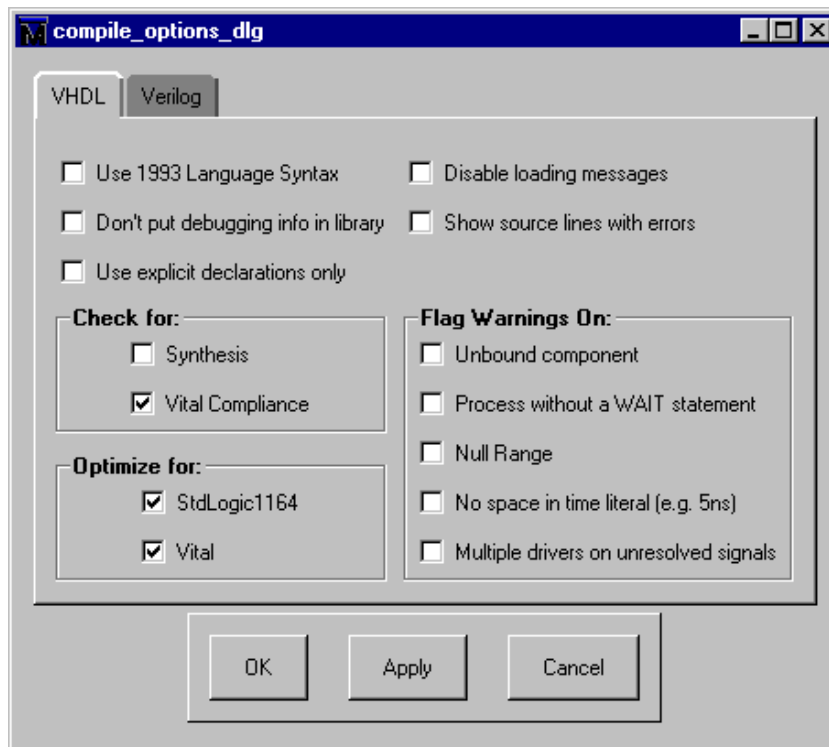 compile_options_dlg
VHDL
Verilog
Use 1993 Language Syntax
Disable loading messages
Don't put debugging info in library
Show source lines with errors
Use explicit declarations only
Check for:
Synthesis
Vital Compliance
Optimize for:
StdLogic1164
Vital
Flag Warnings On:
Unbound component
Process without a WAIT statement
Null Range
No space in time literal (e.g. 5ns)
Multiple drivers on unresolved signals
OK
Apply
Cancel